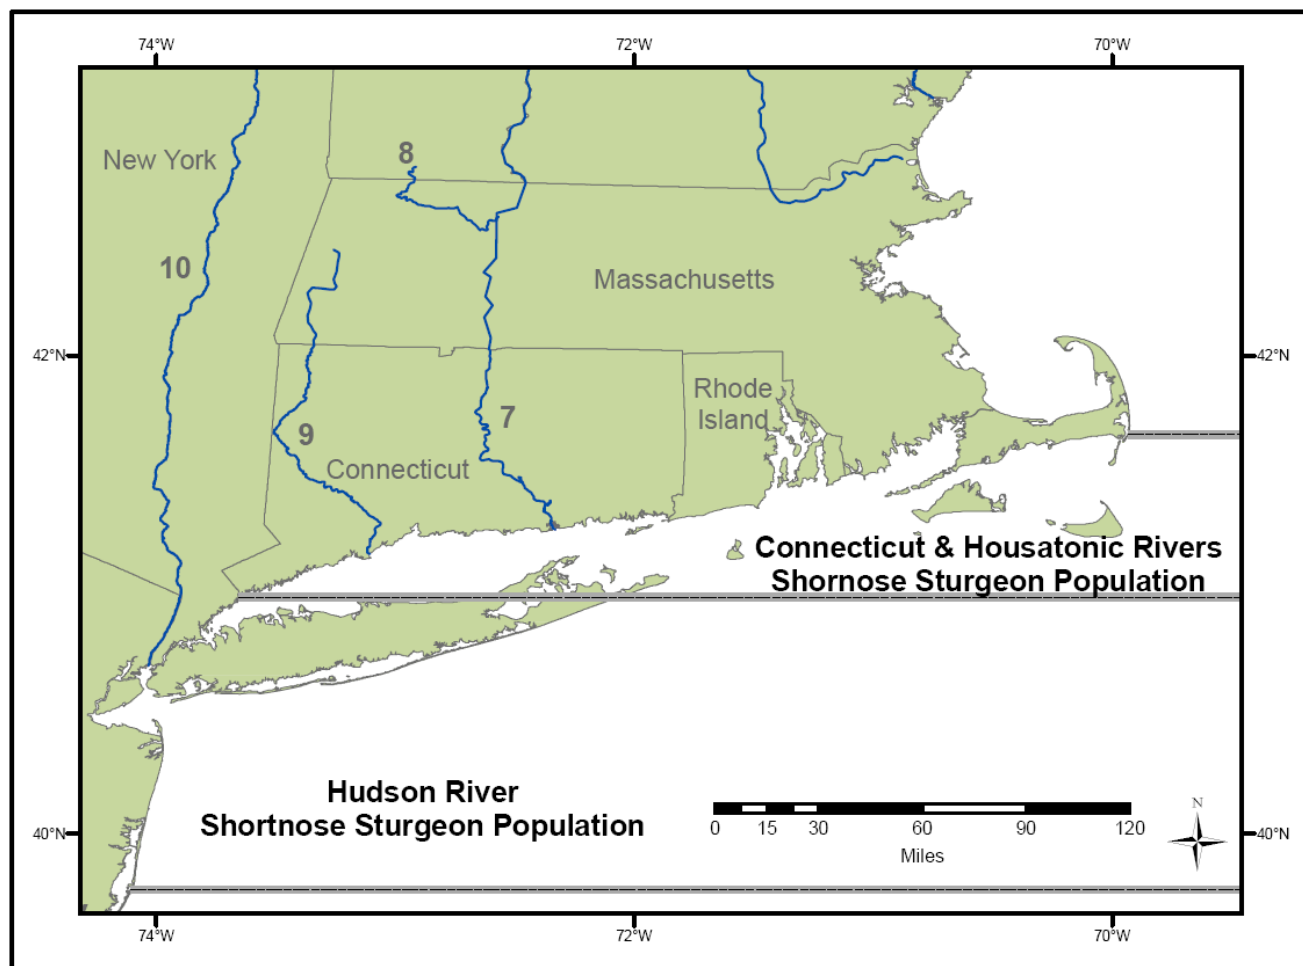 74°W
72°W
70°W
New York
8
10
Massachusetts
42°N
42°N
Rhode
Island
9
7
Connecticut
Connecticut & Housatonic Rivers
Shornose Sturgeon Population
Hudson River
Shortnose Sturgeon Population
N
0 15 30 60 90 120
Miles
40°N
40°N
74°W
72°W
70°W